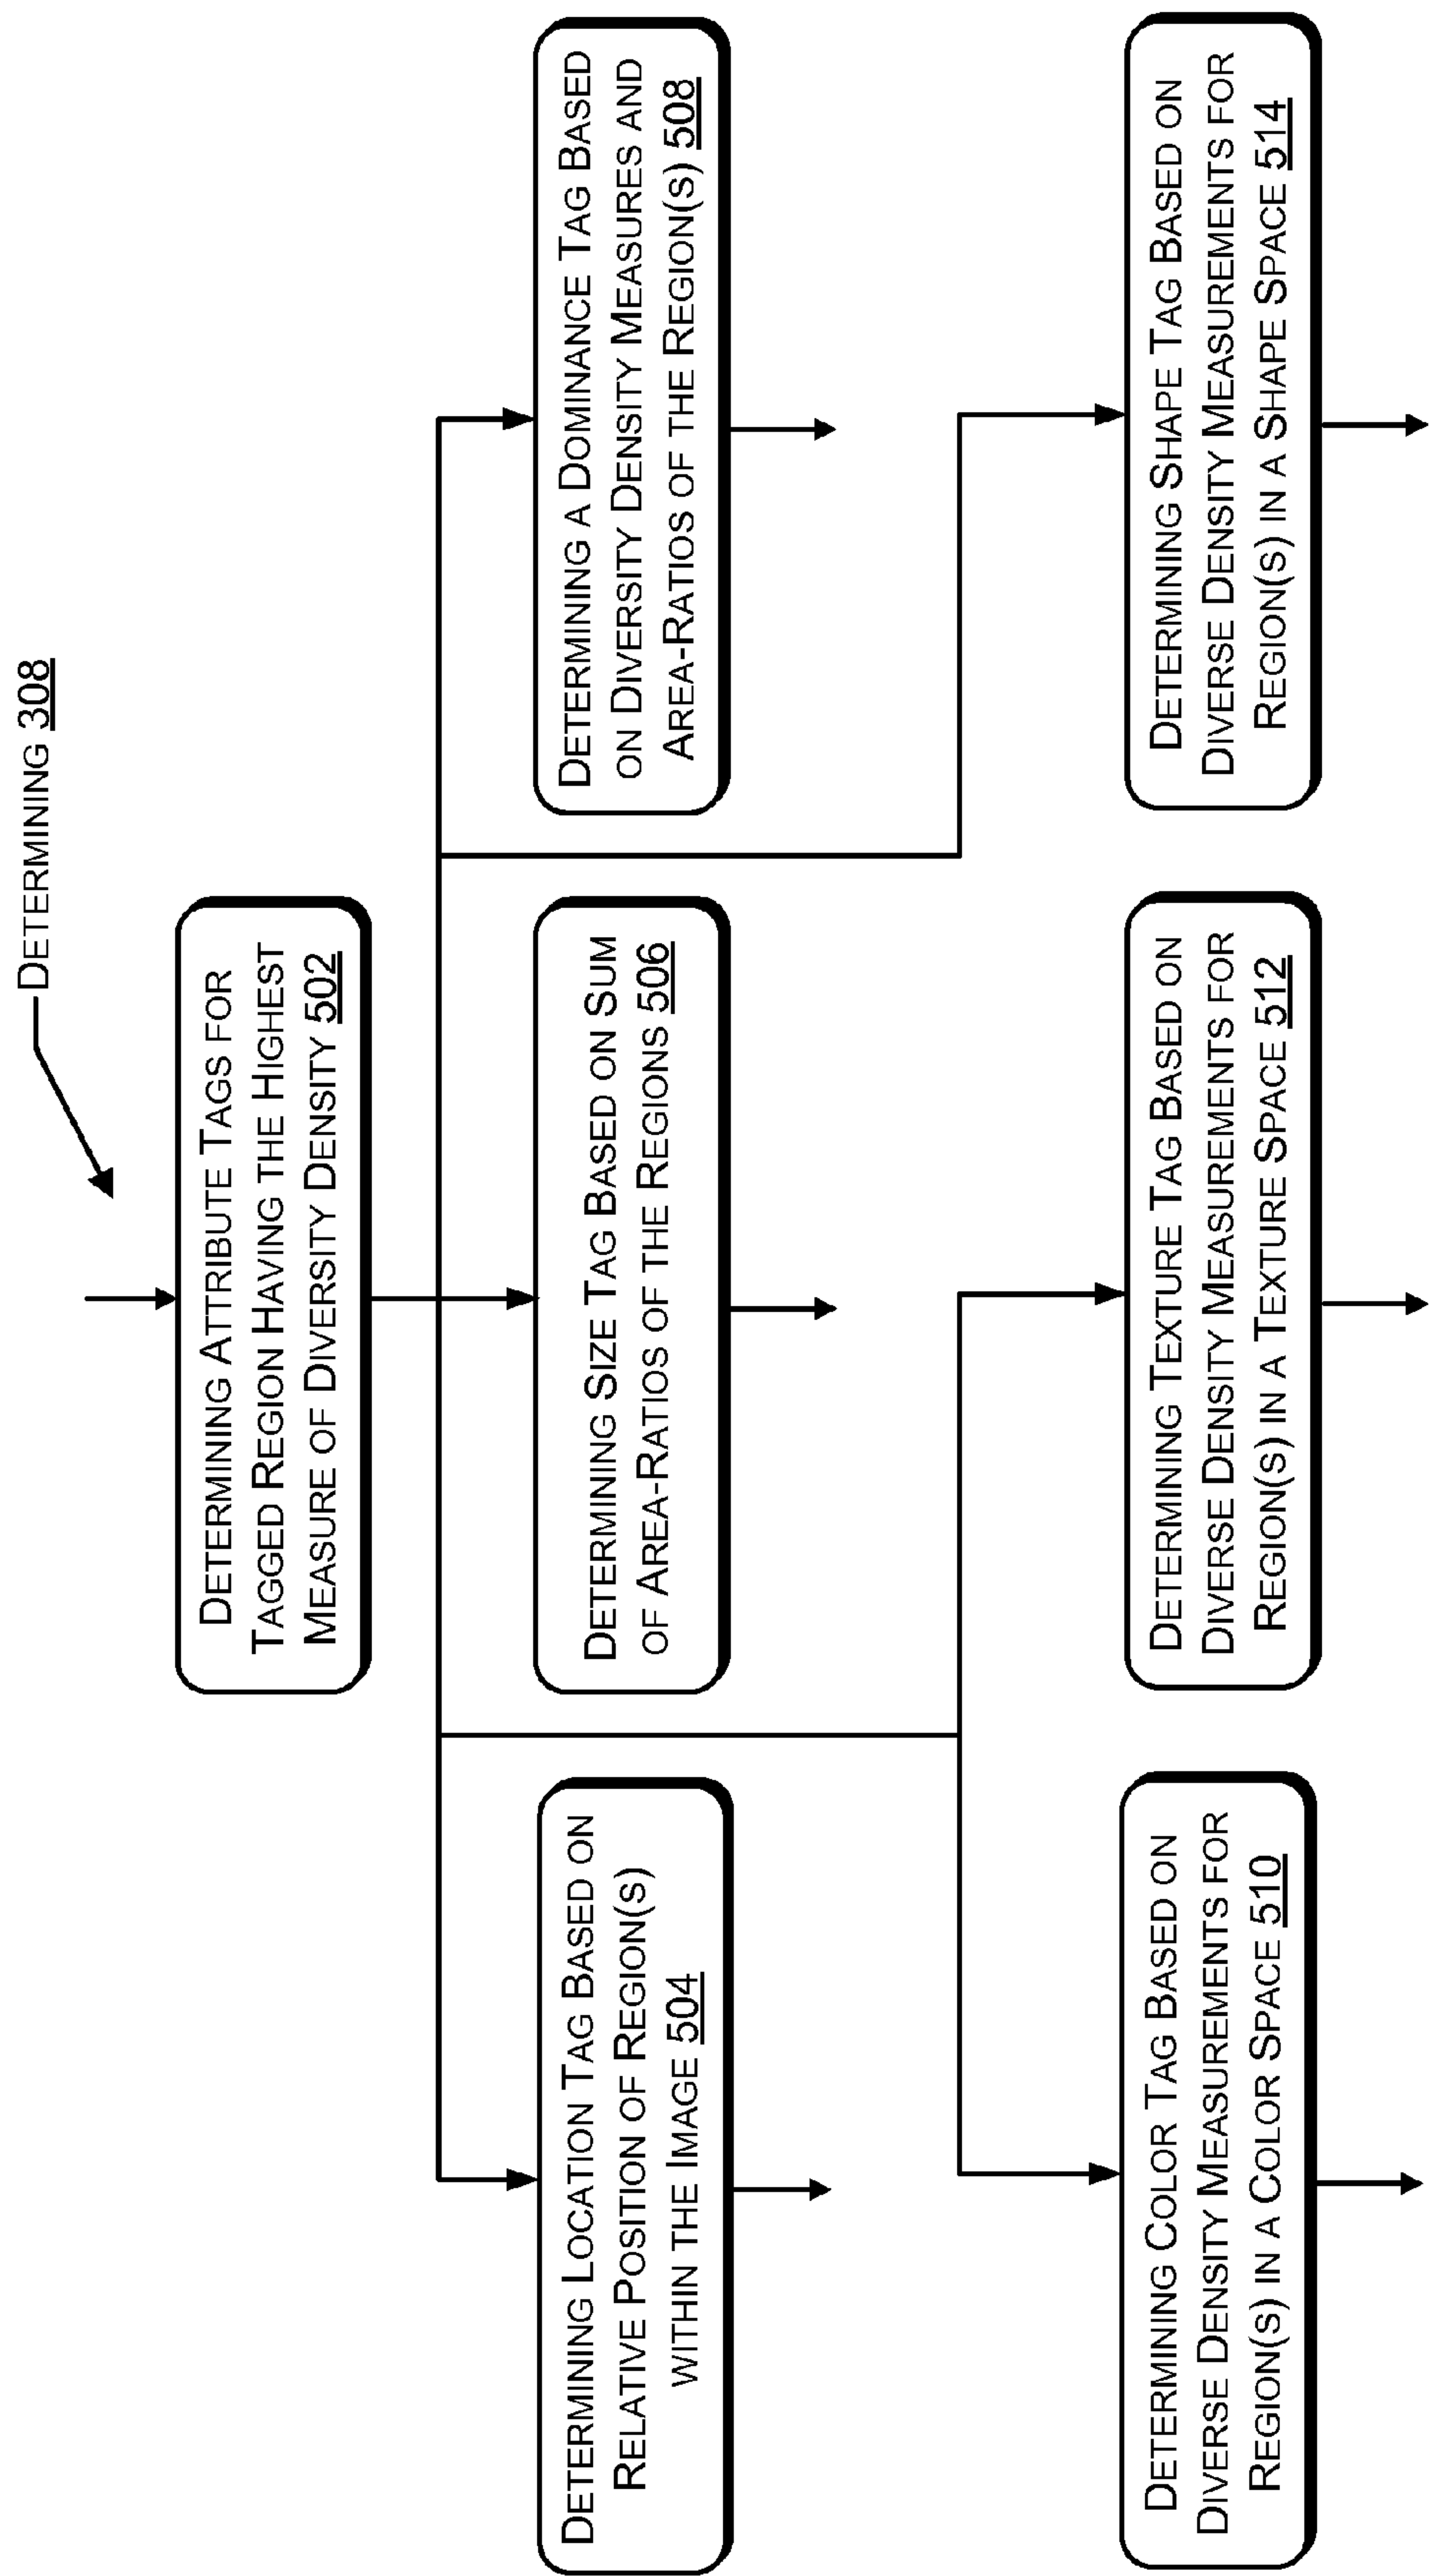 DETERMINING 308
DETERMINING ATTRIBUTE TAGS FOR
TAGGED REGION HAVING THE HIGHEST
MEASURE OF DIVERSITY DENSITY 502
DETERMINING LOCATION TAG BASED ON
RELATIVE POSITION OF REGION(S)
WITHIN THE IMAGE 504
DETERMINING SIZE TAG BASED ON SUM
OF AREA-RATIOS OF THE REGIONS 506
DETERMINING A DOMINANCE TAG BASED
ON DIVERSITY DENSITY MEASURES AND
AREA-RATIOS OF THE REGION(S) 508
DETERMINING COLOR TAG BASED ON
DIVERSE DENSITY MEASUREMENTS FOR
REGION(S) IN A COLOR SPACE 510
DETERMINING TEXTURE TAG BASED ON
DIVERSE DENSITY MEASUREMENTS FOR
REGION(S) IN A TEXTURE SPACE 512
DETERMINING SHAPE TAG BASED ON
DIVERSE DENSITY MEASUREMENTS FOR
REGION(S) IN A SHAPE SPACE 514